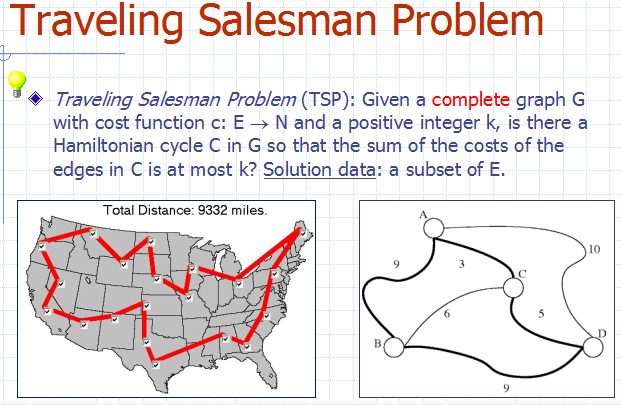 Traveling Salesman Problem
Traveling Salesman Problem (TSP): Given a complete graph G
with cost function c: E → N and a positive integer k, is there a
Hamiltonian cycle C in G so that the sum of the costs of the
edges in C is at most k? Solution data: a subset of E.
Total Distance: 9332 miles.
A
10
9
3
C
6
5
B
D
9